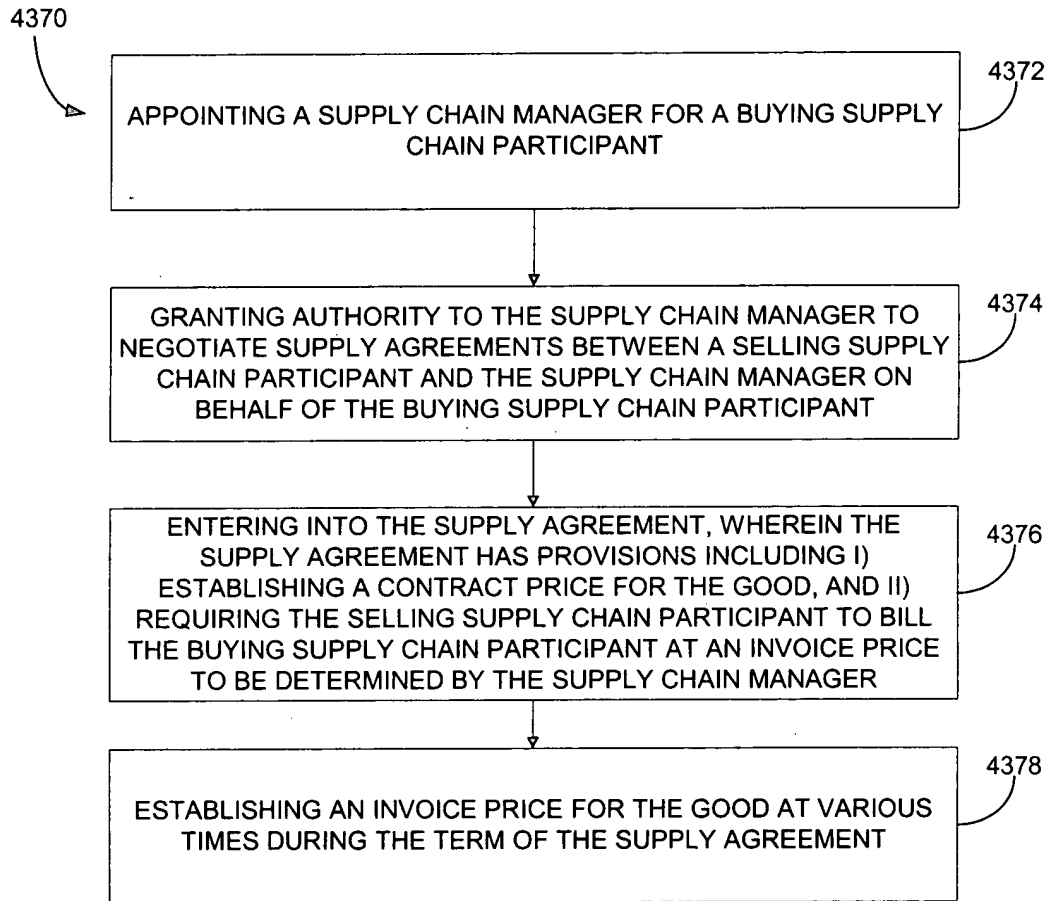 4370
4372
APPOINTING A SUPPLY CHAIN MANAGER FOR A BUYING SUPPLY
CHAIN PARTICIPANT
4374
GRANTING AUTHORITY TO THE SUPPLY CHAIN MANAGER TO
NEGOTIATE SUPPLY AGREEMENTS BETWEEN A SELLING SUPPLY
CHAIN PARTICIPANT AND THE SUPPLY CHAIN MANAGER ON
BEHALF OF THE BUYING SUPPLY CHAIN PARTICIPANT
4376
ENTERING INTO THE SUPPLY AGREEMENT, WHEREIN THE
SUPPLY AGREEMENT HAS PROVISIONS INCLUDING I)
ESTABLISHING A CONTRACT PRICE FOR THE GOOD, AND II)
REQUIRING THE SELLING SUPPLY CHAIN PARTICIPANT TO BILL
THE BUYING SUPPLY CHAIN PARTICIPANT AT AN INVOICE PRICE
TO BE DETERMINED BY THE SUPPLY CHAIN MANAGER
4378
ESTABLISHING AN INVOICE PRICE FOR THE GOOD AT VARIOUS
TIMES DURING THE TERM OF THE SUPPLY AGREEMENT